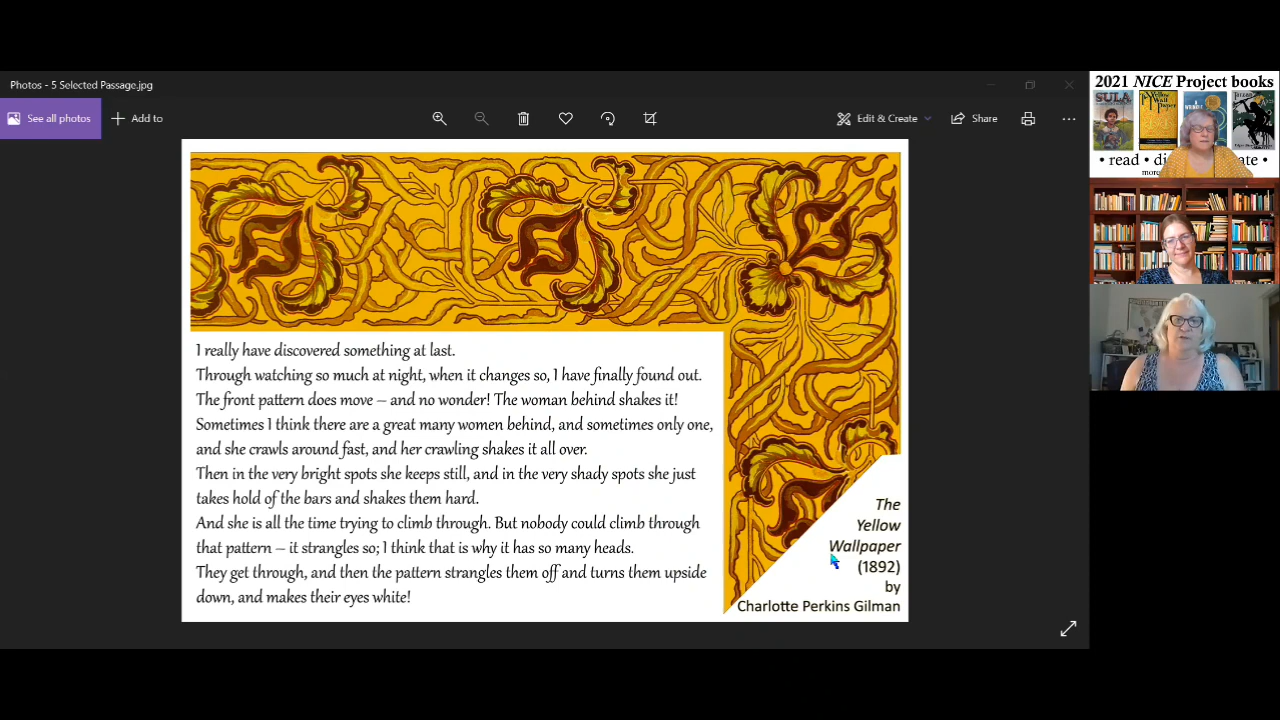 Photos - 5 Selected Passage.jpg
See all photos
Add to
Edit & Create
Share
2021 NICE Project books
SULA
• read • di
ate •
I really have discovered something at last.
Through watching so much at night, when it changes so, I have finally found out.
The front pattern does move – and no wonder! The woman behind shakes it!
Sometimes I think there are a great many women behind, and sometimes only one,
and she crawls around fast, and her crawling shakes it all over.
Then in the very bright spots she keeps still, and in the very shady spots she just
takes hold of the bars and shakes them hard.
And she is all the time trying to climb through. But nobody could climb through
that pattern – it strangles so; I think that is why it has so many heads.
They get through, and then the pattern strangles them off and turns them upside
down, and makes their eyes white!
The
Yellow
Wallpaper
(1892)
by
Charlotte Perkins Gilman